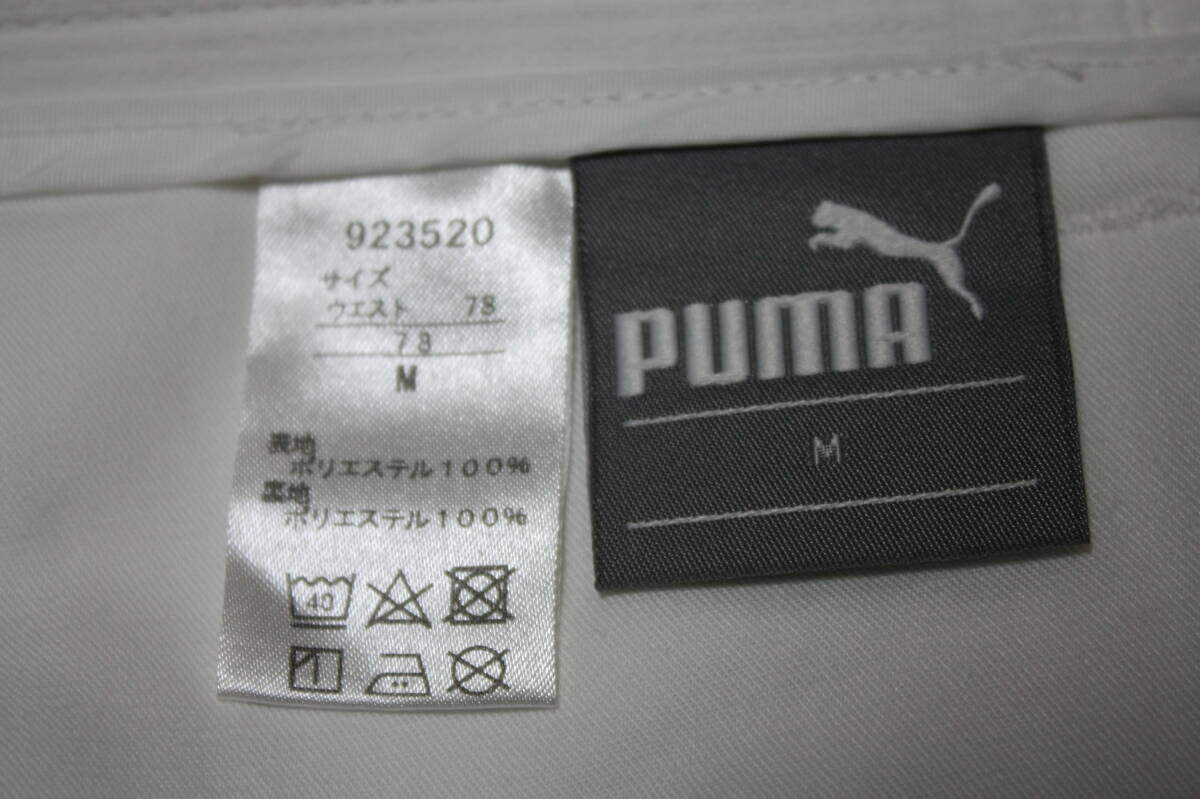 923520
サイズ
ウエスト 78
78
M
表地
ポリエステル100%
裏地
ポリエステル100%
40
PUMA
M